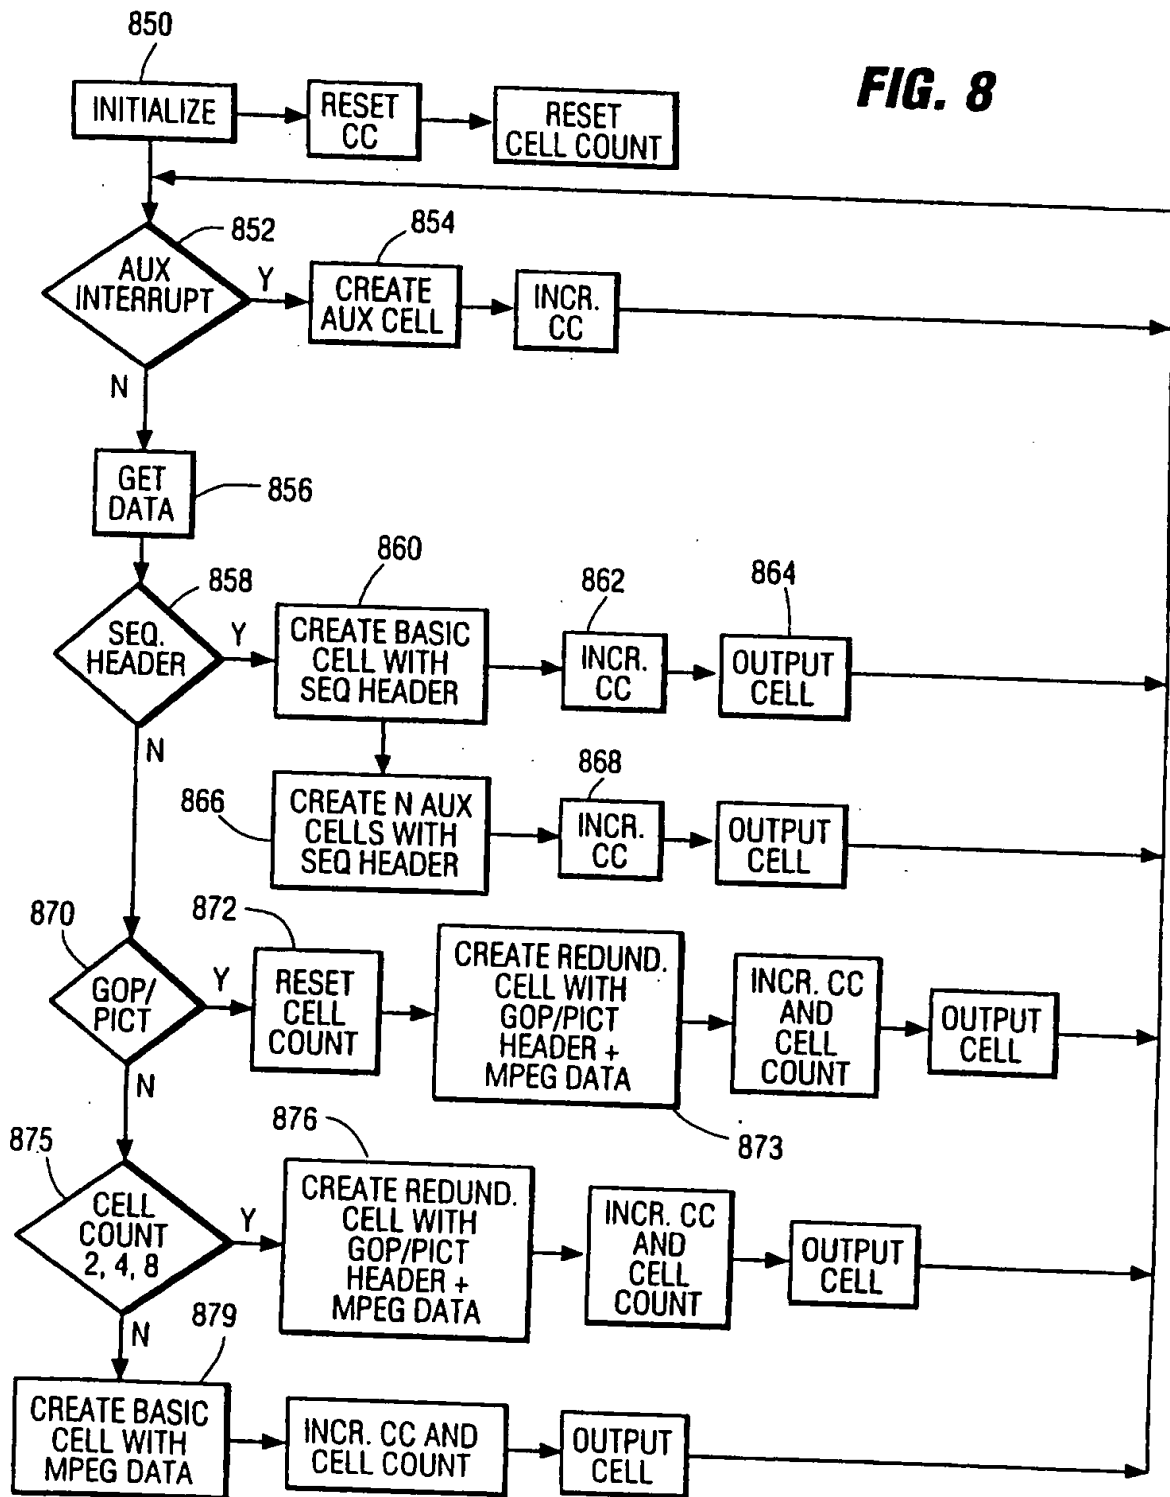 850
FIG. 8
INITIALIZE
RESET
CC
RESET
CELL COUNT
852
854
AUX
INTERRUPT
Y
CREATE
AUX CELL
INCR.
CC
N
GET
DATA
856
858
860
862
864
SEQ.
HEADER
Y
CREATE BASIC
CELL WITH
SEQ HEADER
INCR.
CC
OUTPUT
CELL
N
866
CREATE N AUX
CELLS WITH
SEQ HEADER
868
INCR.
CC
OUTPUT
CELL
870
872
GOP/
PICT
Y
RESET
CELL
COUNT
CREATE REDUND.
CELL WITH
GOP/PICT
HEADER +
MPEG DATA
873
INCR. CC
AND
CELL
COUNT
OUTPUT
CELL
N
875
876
CELL
COUNT
2, 4, 8
Y
CREATE REDUND.
CELL WITH
GOP/PICT
HEADER +
MPEG DATA
INCR. CC
AND
CELL
COUNT
OUTPUT
CELL
N
879
CREATE BASIC
CELL WITH
MPEG DATA
INCR. CC AND
CELL COUNT
OUTPUT
CELL